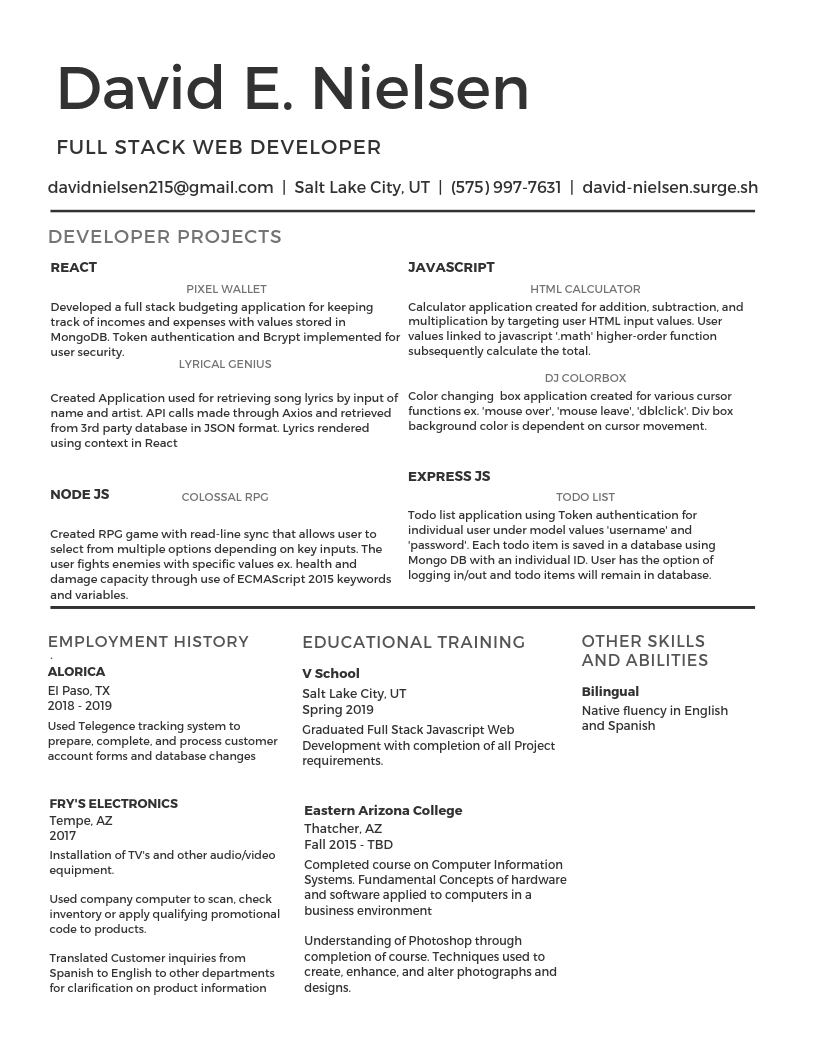 David E. Nielsen
FULL STACK WEB DEVELOPER
davidnielsen215@gmail.com | Salt Lake City, UT | (575) 997-7631 | david-nielsen.surge.sh
DEVELOPER PROJECTS
REACT
PIXEL WALLET
Developed a full stack budgeting application for keeping
track of incomes and expenses with values stored in
MongoDB. Token authentication and Bcrypt implemented for
user security.
LYRICAL GENIUS
Created Application used for retrieving song lyrics by input of
name and artist. API calls made through Axios and retrieved
from 3rd party database in JSON format. Lyrics rendered
using context in React
NODE JS
COLOSSAL RPG
Created RPG game with read-line sync that allows user to
select from multiple options depending on key inputs. The
user fights enemies with specific values ex. health and
damage capacity through use of ECMAScript 2015 keywords
and variables.
JAVASCRIPT
HTML CALCULATOR
Calculator application created for addition, subtraction, and
multiplication by targeting user HTML input values. User
values linked to javascript '.math' higher-order function
subsequently calculate the total.
DJ COLORBOX
Color changing  box application created for various cursor
functions ex. 'mouse over', 'mouse leave', 'dblclick'. Div box
background color is dependent on cursor movement.
EXPRESS JS
TODO LIST
Todo list application using Token authentication for
individual user under model values 'username' and
'password'. Each todo item is saved in a database using
Mongo DB with an individual ID. User has the option of
logging in/out and todo items will remain in database.
EMPLOYMENT HISTORY
.
ALORICA
El Paso, TX
2018 - 2019
Used Telegence tracking system to
prepare, complete, and process customer
account forms and database changes
FRY'S ELECTRONICS
Tempe, AZ
2017
Installation of TV's and other audio/video
equipment.
Used company computer to scan, check
inventory or apply qualifying promotional
code to products.
Translated Customer inquiries from
Spanish to English to other departments
for clarification on product information
EDUCATIONAL TRAINING
V School
Salt Lake City, UT
Spring 2019
Graduated Full Stack Javascript Web
Development with completion of all Project
requirements.
Eastern Arizona College
Thatcher, AZ
Fall 2015 - TBD
Completed course on Computer Information
Systems. Fundamental Concepts of hardware
and software applied to computers in a
business environment
Understanding of Photoshop through
completion of course. Techniques used to
create, enhance, and alter photographs and
designs.
OTHER SKILLS
AND ABILITIES
Bilingual
Native fluency in English
and Spanish